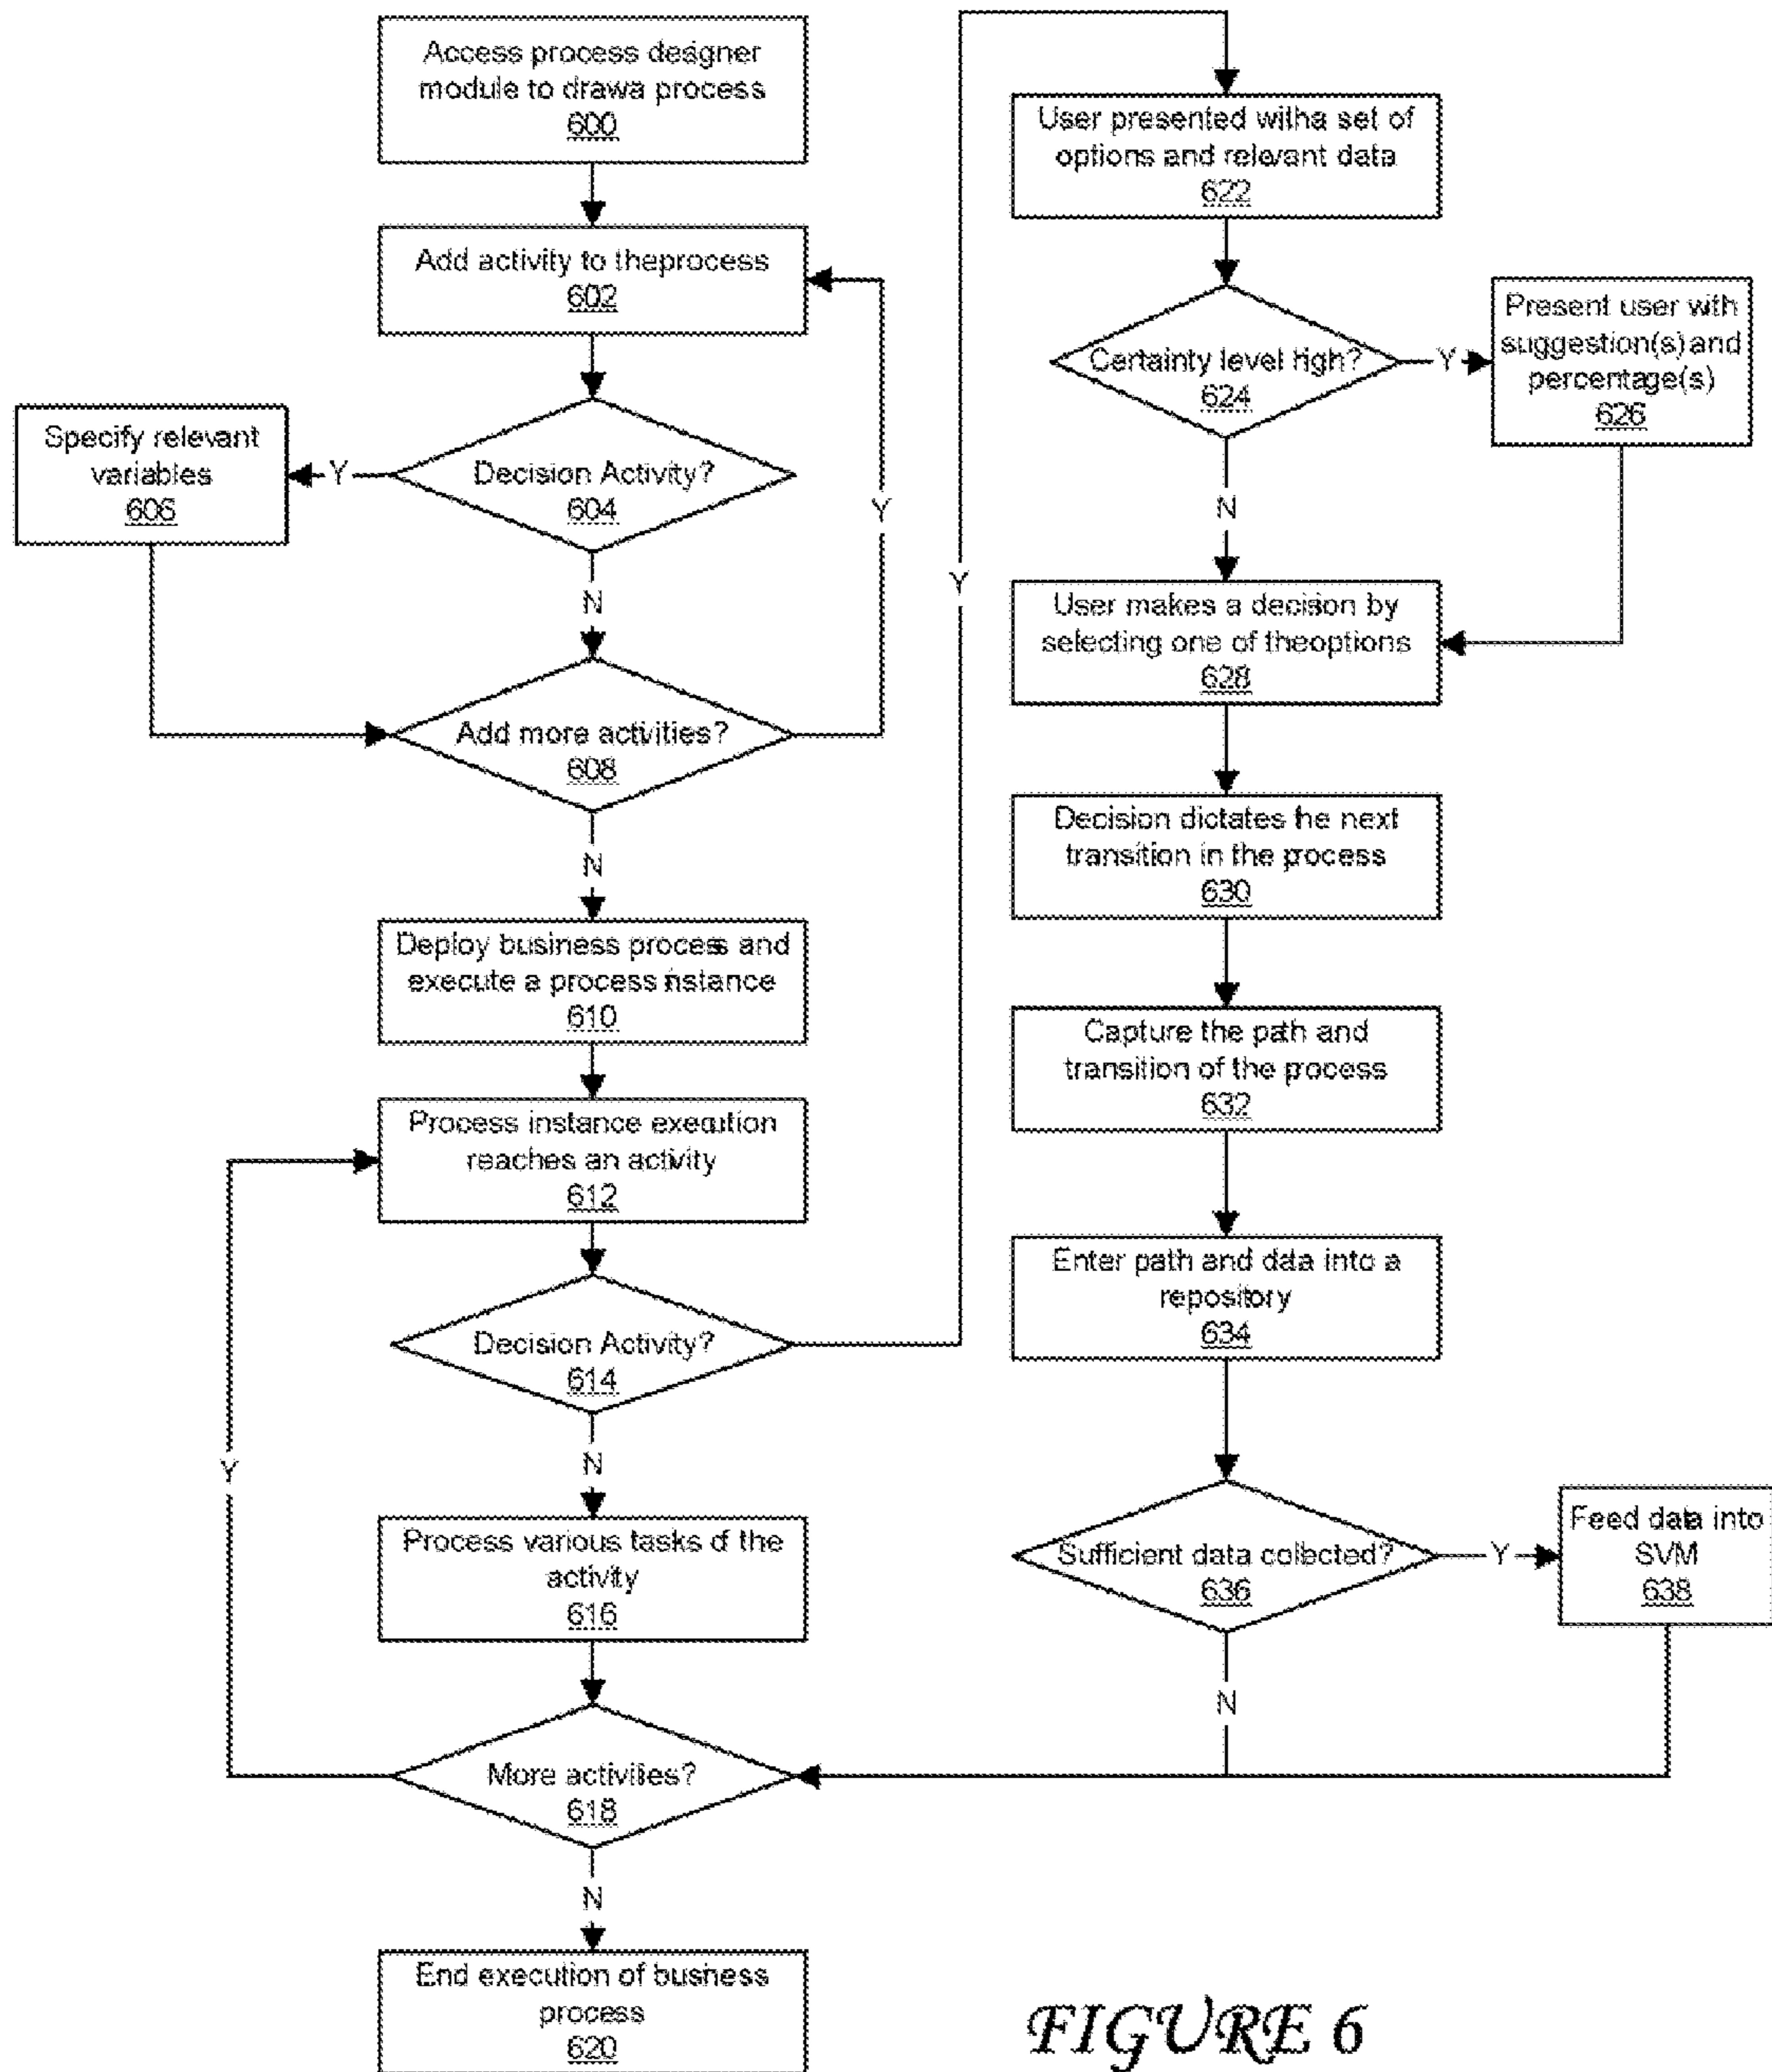 Access process designer
module to drawa process
600
Add activity to theprocess
602
Decision Activity?
604
Y
Specify relevant
variables
606
N
Y
Add more activities?
608
N
Deploy business process and
execute a process instance
610
Process instance execution
reaches an activity
612
Decision Activity?
614
Y
N
Process various tasks of the
activity
616
Y
More activities?
618
N
End execution of business
process
620
User presented witha set of
options and relevant data
622
Certainty level high?
624
Y
Present user with
suggestion(s) and
percentage(s)
626
N
User makes a decision by
selecting one of theoptions
628
Decision dictates he next
transition in the process
630
Capture the path and
transition of the process
632
Enter path and data into a
repository
634
Sufficient data collected?
636
Y
Feed data into
SVM
638
N
FIGURE 6